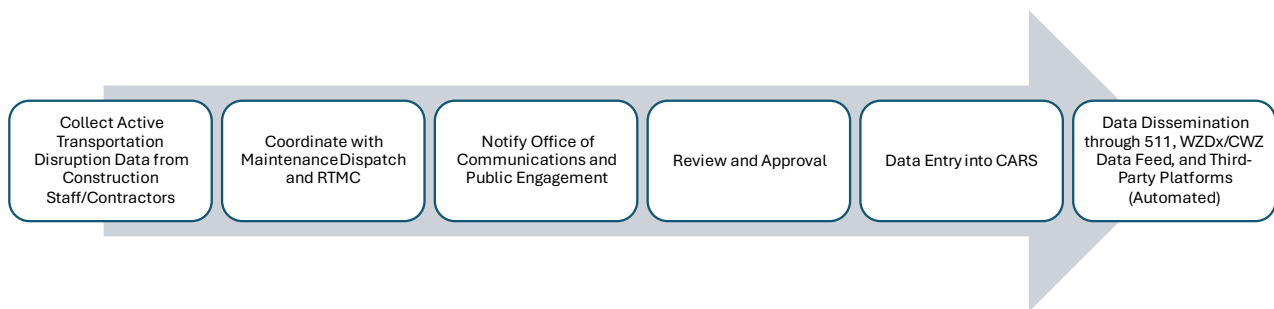 Collect Active
Transportation
Disruption Data from
Construction
Staff/Contractors
Coordinate with
Maintenance Dispatch
and RTMC
Notify Office of
Communications and
Public Engagement
Review and Approval
Data Entry into CARS
Data Dissemination
through 511, WZDx/CWZ
Data Feed, and Third-
Party Platforms
(Automated)